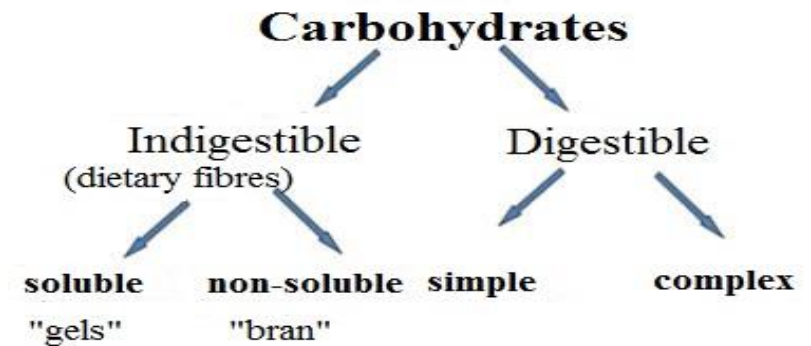 Carbohydrates
Indigestible Digestible
(dietary fibres)
soluble non-soluble simple complex
"gels" "bran"